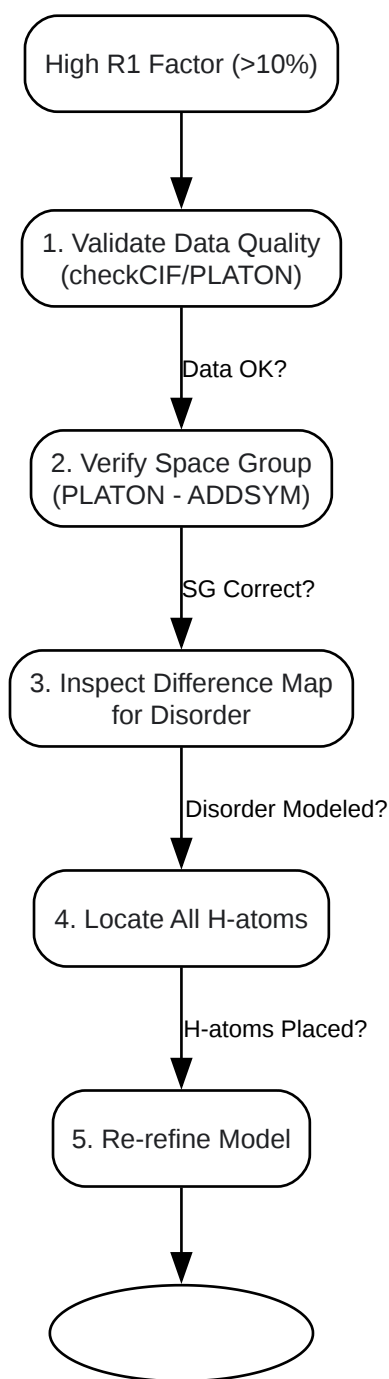 High R1 Factor (>10%)
1. Validate Data Quality
(checkCIF/PLATON)
Data OK?
2. Verify Space Group
(PLATON - ADDSYM)
SG Correct?
3. Inspect Difference Map
for Disorder
Disorder Modeled?
4. Locate All H-atoms
H-atoms Placed?
5. Re-refine Model